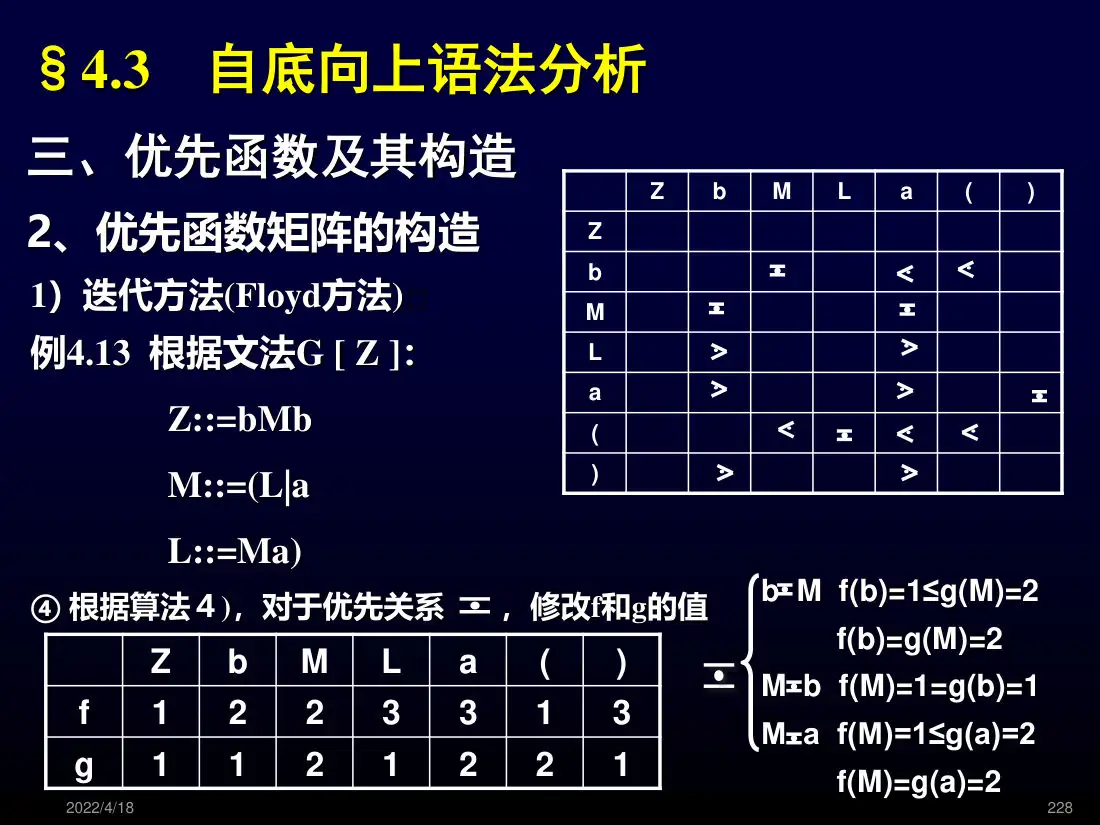 §4.3 自底向上语法分析
三、优先函数及其构造
2、优先函数矩阵的构造
1）迭代方法(Floyd方法)
例4.13 根据文法G [ Z ]：
Z::=bMb
M::=(L|a
L::=Ma)
Z b M L a ( )
Z
b ≐ ⋖ ⋖
M ≐ ≐
L ⋗ ⋗
a ⋗ ⋗ ≐
( ⋖ ≐ ⋖ ⋖
) ⋗ ⋗
④ 根据算法４)，对于优先关系 ≐ ，修改f和g的值
Z b M L a ( )
f 1 2 2 3 3 1 3
g 1 1 2 1 2 2 1
≐
b≐M f(b)=1≤g(M)=2
f(b)=g(M)=2
M≐b f(M)=1=g(b)=1
M≐a f(M)=1≤g(a)=2
f(M)=g(a)=2
2022/4/18
228